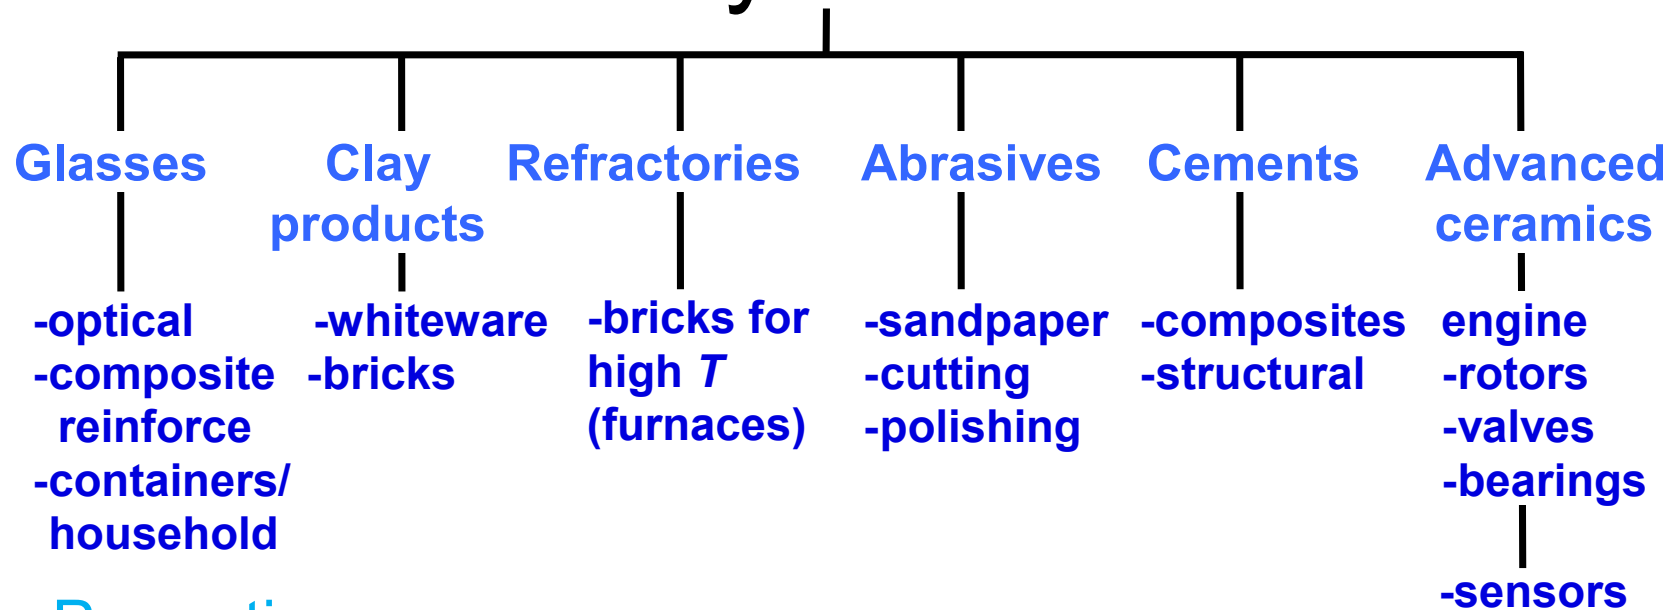 Glasses
Clay
products
Refractories
Abrasives
Cements
Advanced
ceramics
-optical
-composite
reinforce
-containers/
household
-whiteware
-bricks
-bricks for
high T
(furnaces)
-sandpaper
-cutting
-polishing
-composites
-structural
engine
-rotors
-valves
-bearings
-sensors